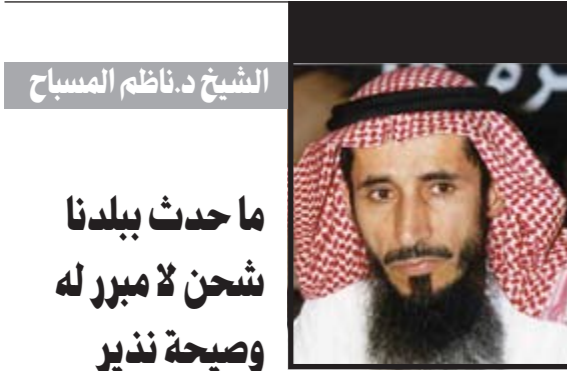 الشيخ د.ناظم المسباح
ما حدث ببلدنا
شحن لا مبرر له
وصيحة نذير